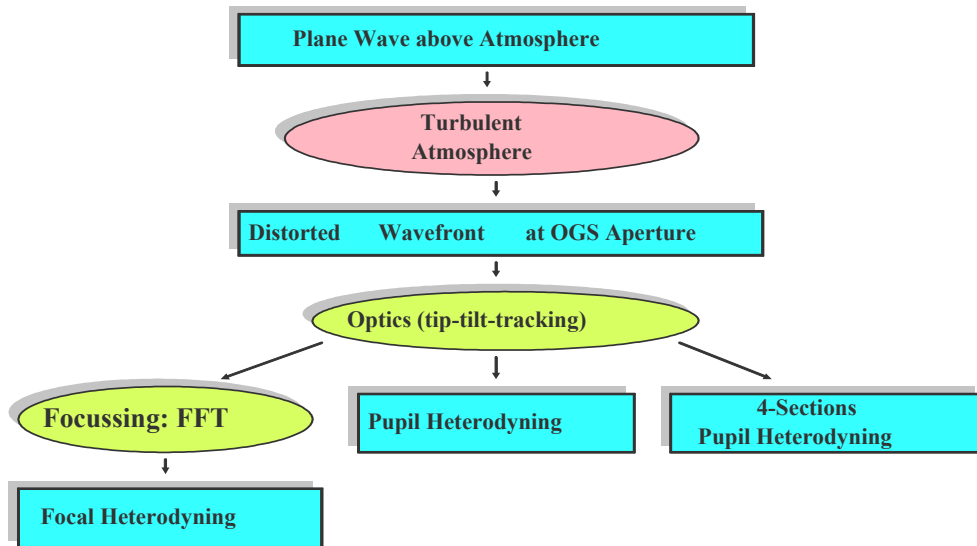 Plane Wave above Atmosphere
Turbulent
Atmosphere
Distorted Wavefront at OGS Aperture
Optics (tip-tilt-tracking)
Focussing: FFT
Pupil Heterodyning
4-Sections
Pupil Heterodyning
Focal Heterodyning